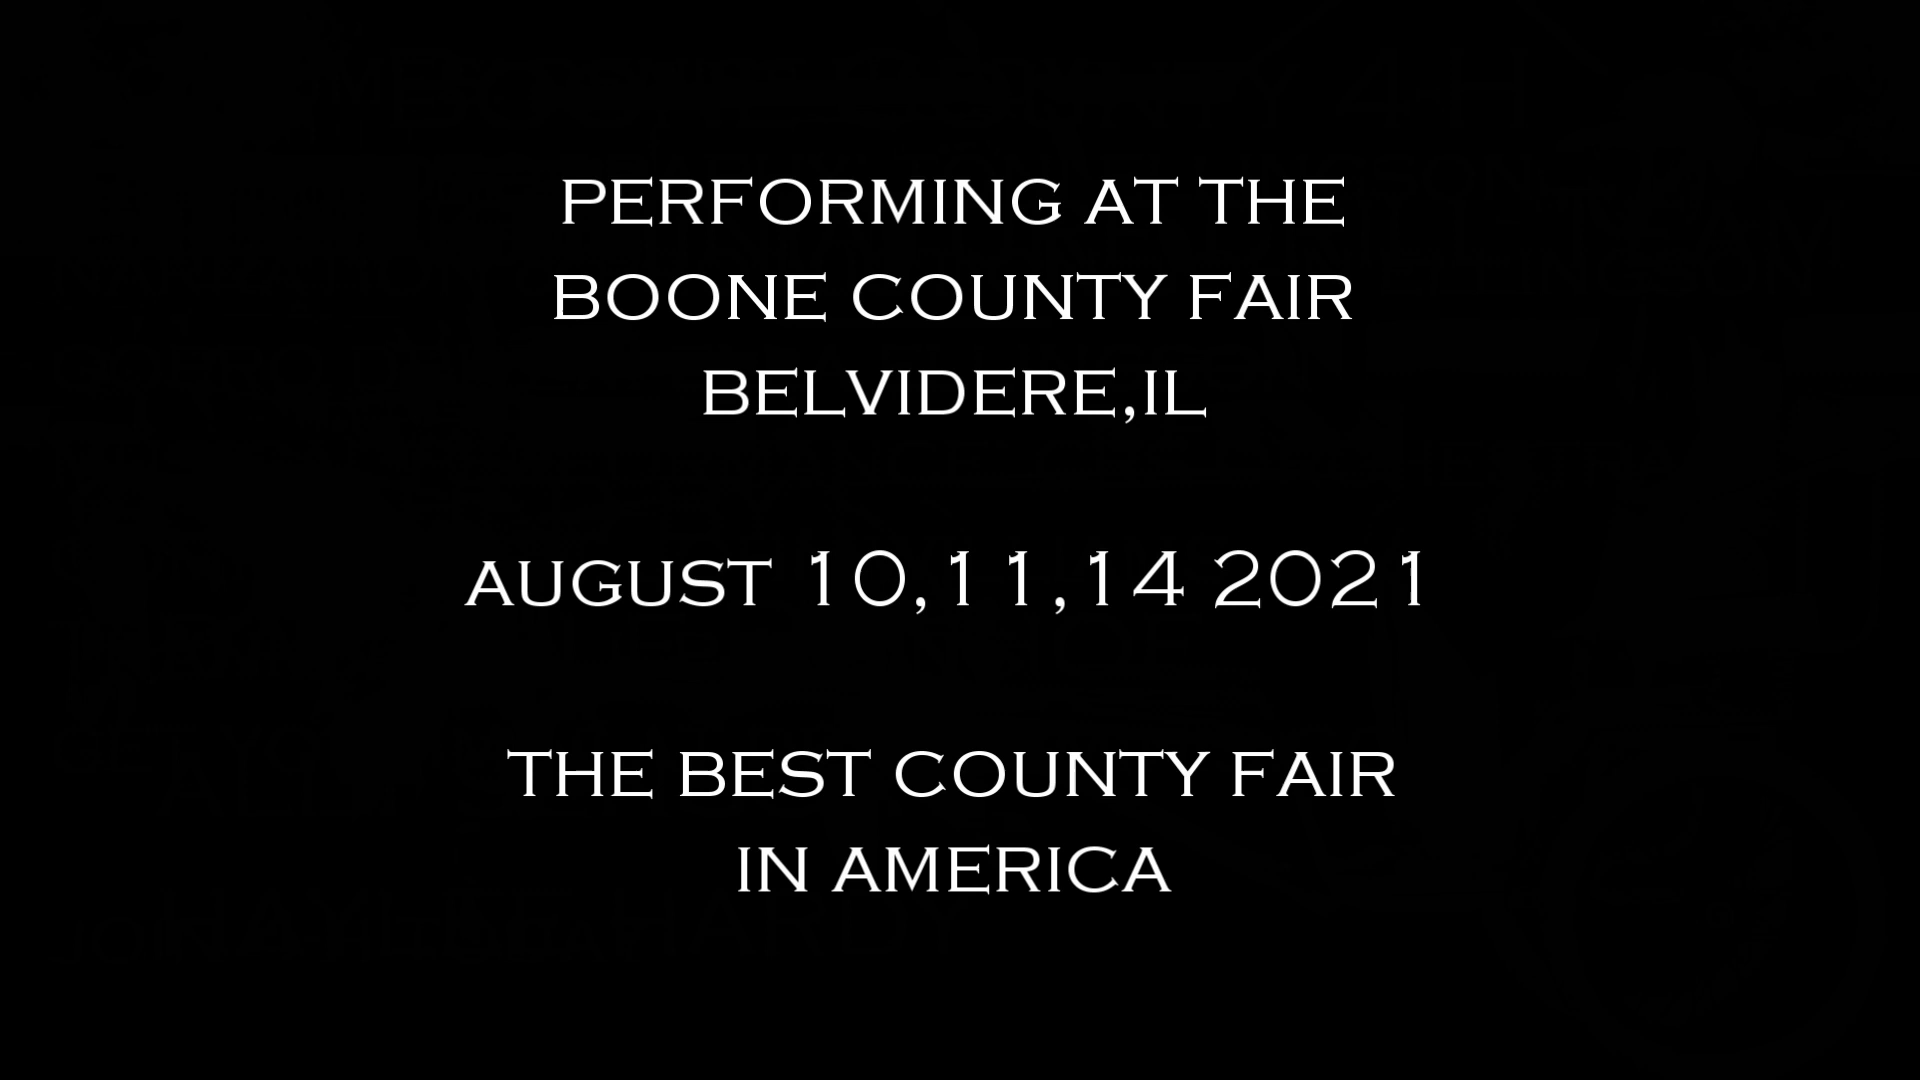 PERFORMING AT THE
BOONE COUNTY FAIR
BELVIDERE,IL
AUGUST 10,11,14 2021
THE BEST COUNTY FAIR
IN AMERICA